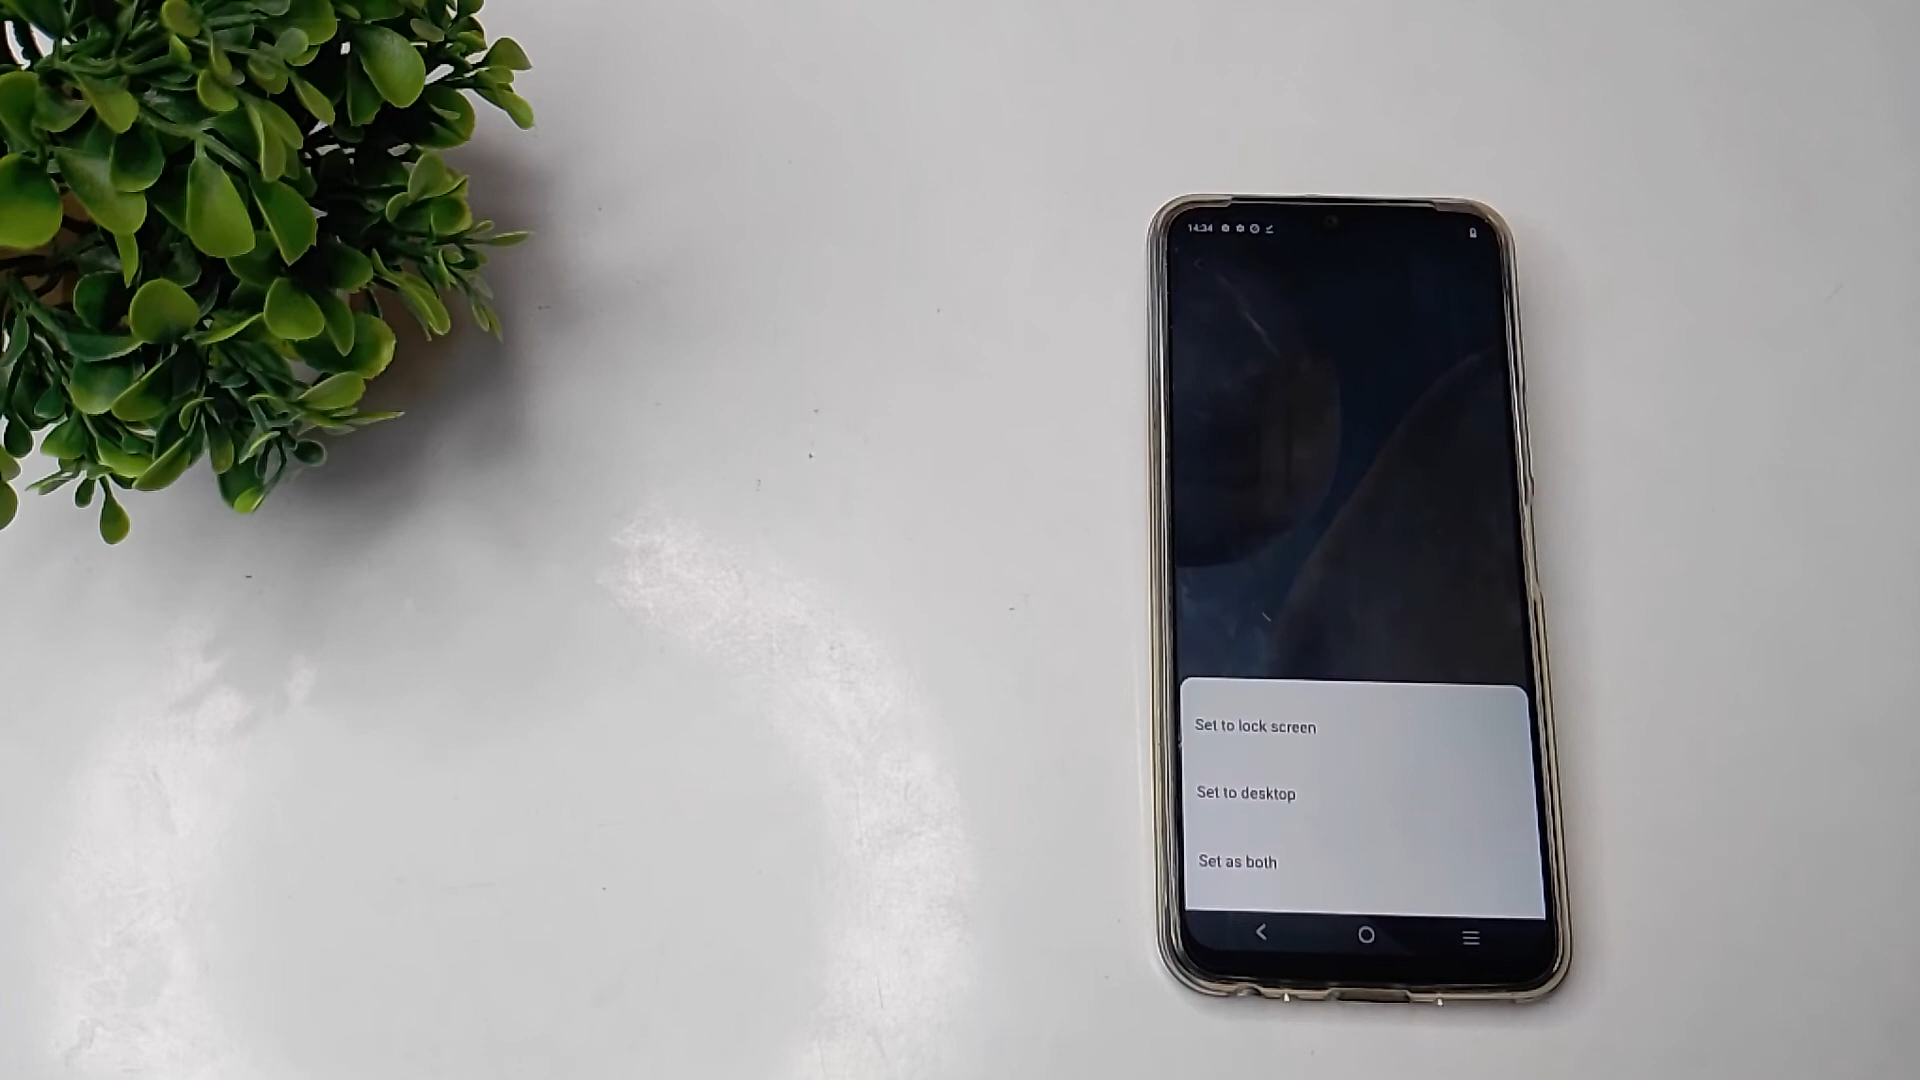 14:34
Set to lock screen
Set to desktop
Set as both